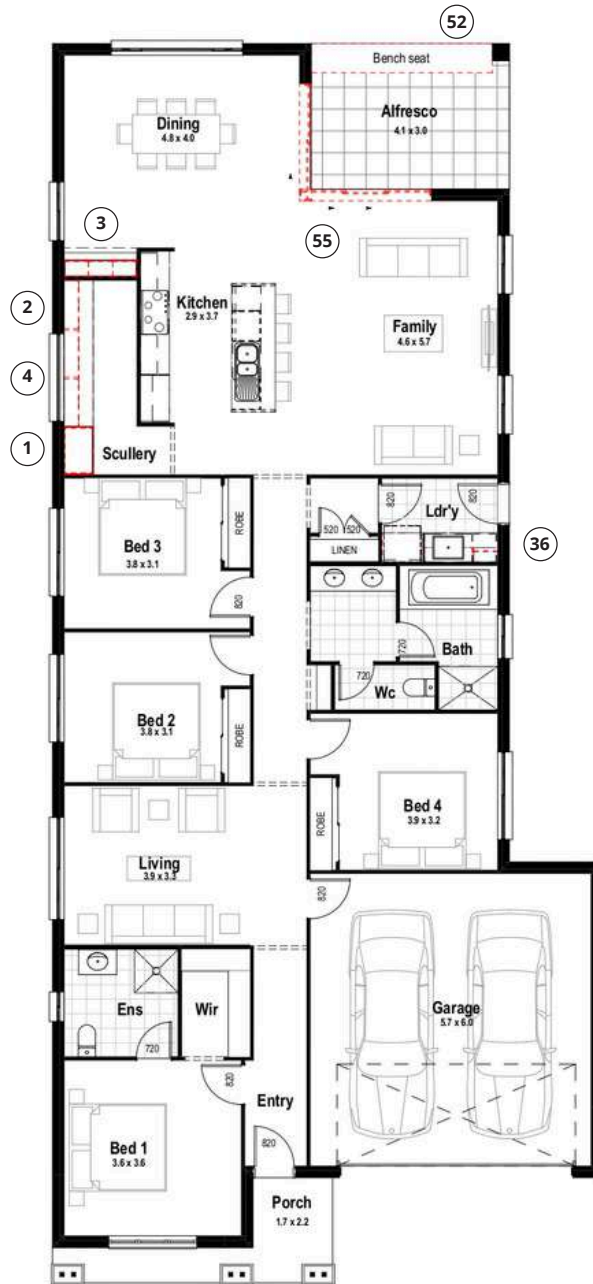 52
Bench seat
Alfresco
4.1 x 3.0
Dining
4.8 x 4.0
3
55
2
Kitchen
2.9 x 3.7
Family
4.6 x 5.7
4
1
Scullery
820
820
Ldr'y
520
520
LINEN
36
Bed 3
3.8 x 3.1
ROBE
820
720
Bath
720
Wc
Bed 2
3.8 x 3.1
ROBE
Bed 4
3.9 x 3.2
ROBE
Living
3.9 x 3.3
820
Ens
Wir
720
Garage
5.7 x 6.0
820
Entry
Bed 1
3.6 x 3.6
820
Porch
1.7 x 2.2